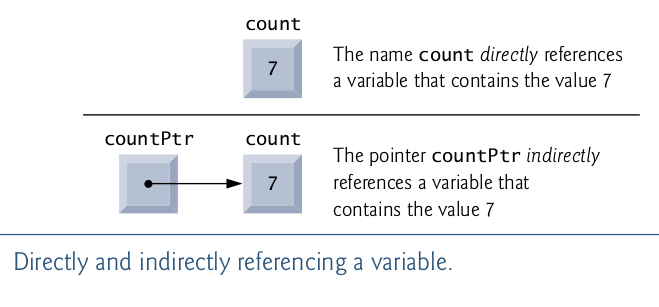 count
7
The name count directly references
a variable that contains the value 7
countPtr
count
7
The pointer countPtr indirectly
references a variable that
contains the value 7
Directly and indirectly referencing a variable.